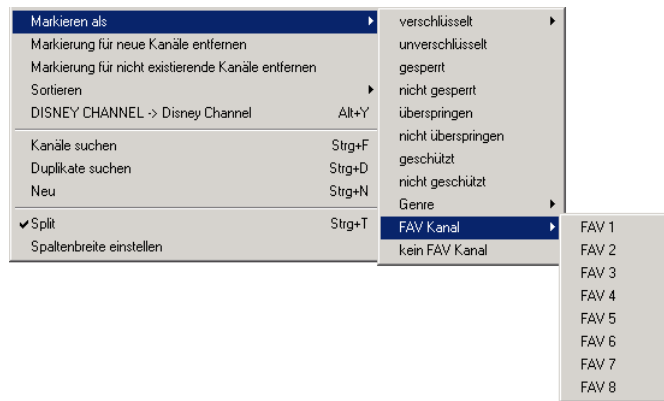 Markieren als
Markierung für neue Kanäle entfernen
Markierung für nicht existierende Kanäle entfernen
Sortieren
DISNEY CHANNEL -> Disney Channel Alt+Y
Kanäle suchen Strg+F
Duplikate suchen Strg+D
Neu Strg+N
Split Strg+T
Spaltenbreite einstellen
verschlüsselt
unverschlüsselt
gesperrt
nicht gesperrt
überspringen
nicht überspringen
geschützt
nicht geschützt
Genre
FAV Kanal
kein FAV Kanal
FAV 1
FAV 2
FAV 3
FAV 4
FAV 5
FAV 6
FAV 7
FAV 8